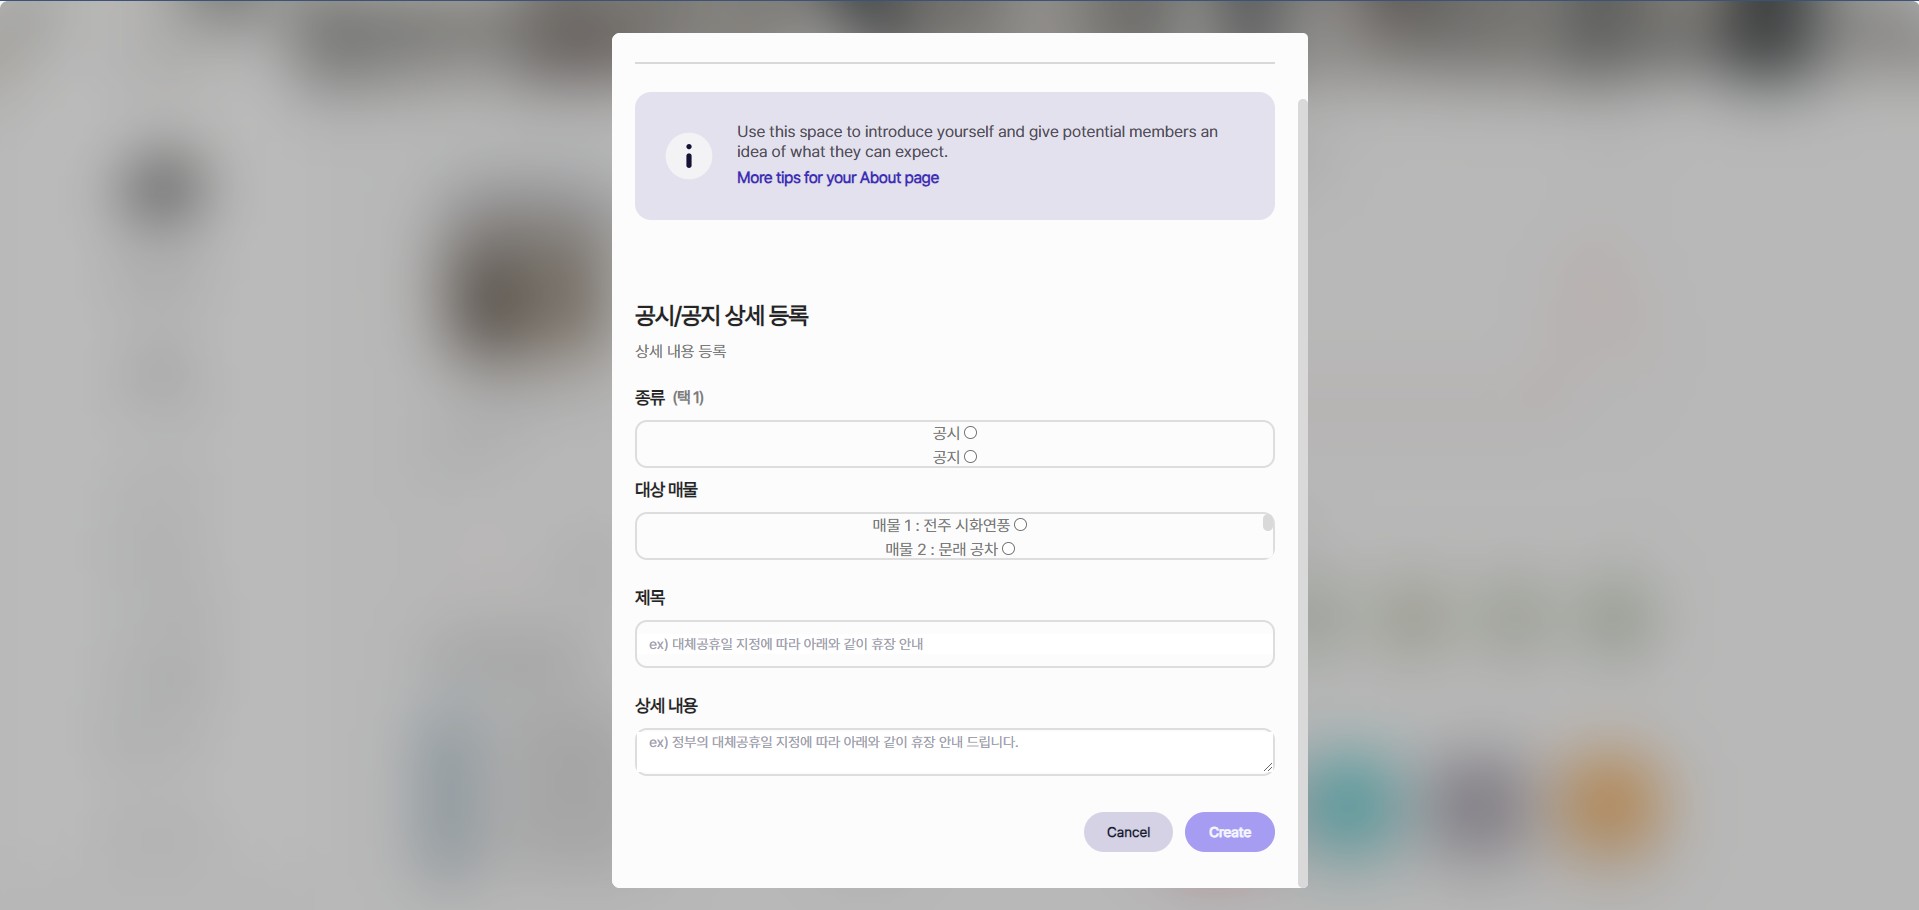 Use this space to introduce yourself and give potential members an
idea of what they can expect.
More tips for your About page
공시/공지 상세 등록
상세 내용 등록
종류 (택 1)
공시
공지
대상 매물
매물 1 : 전주 시화연풍
매물 2 : 문래 공차
제목
ex) 대체공휴일 지정에 따라 아래와 같이 휴장 안내
상세 내용
ex) 정부의 대체공휴일 지정에 따라 아래와 같이 휴장 안내 드립니다.
Cancel Create